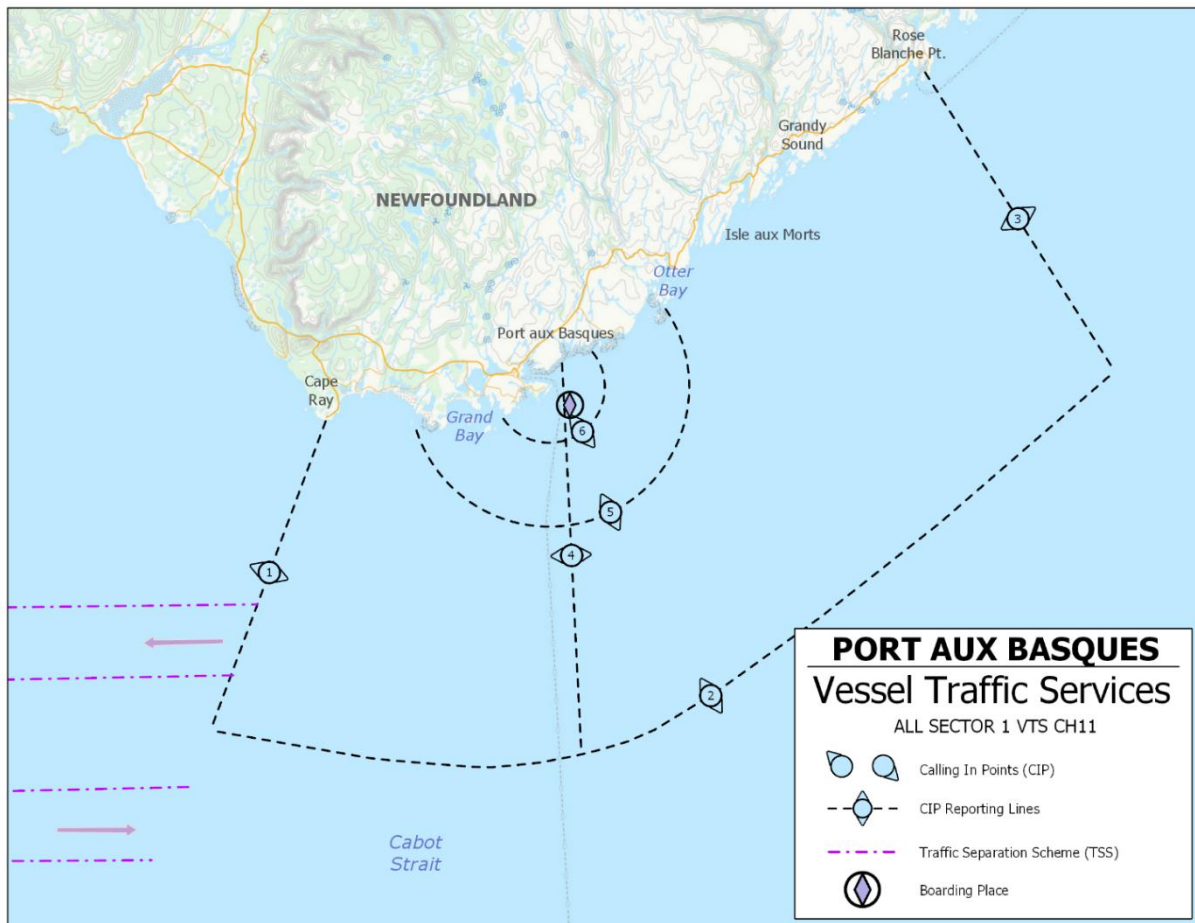 Rose
Blanche Pt.
Grandy
Sound
NEWFOUNDLAND
3
Isle aux Morts
Otter
Bay
Port aux Basques
Cape
Ray
Grand
Bay
6
5
4
1
2
PORT AUX BASQUES
Vessel Traffic Services
ALL SECTOR 1 VTS CH11
Calling In Points (CIP)
CIP Reporting Lines
Traffic Separation Scheme (TSS)
Boarding Place
Cabot
Strait